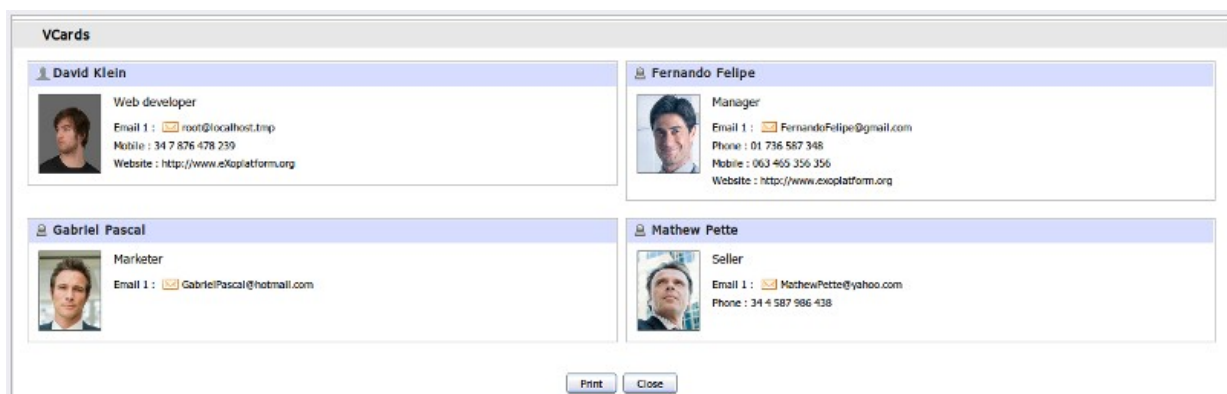 VCards
David Klein
Web developer
Email 1 : root@localhost.tmp
Mobile : 34 7 876 478 239
Website : http://www.eXoplatform.org
Fernando Felipe
Manager
Email 1 : FernandoFelipe@gmail.com
Phone : 01 736 587 348
Mobile : 063 465 356 356
Website : http://www.exoplatform.org
Gabriel Pascal
Marketer
Email 1 : GabrielPascal@hotmail.com
Mathew Pette
Seller
Email 1 : MathewPette@yahoo.com
Phone : 34 4 587 986 438
Print Close